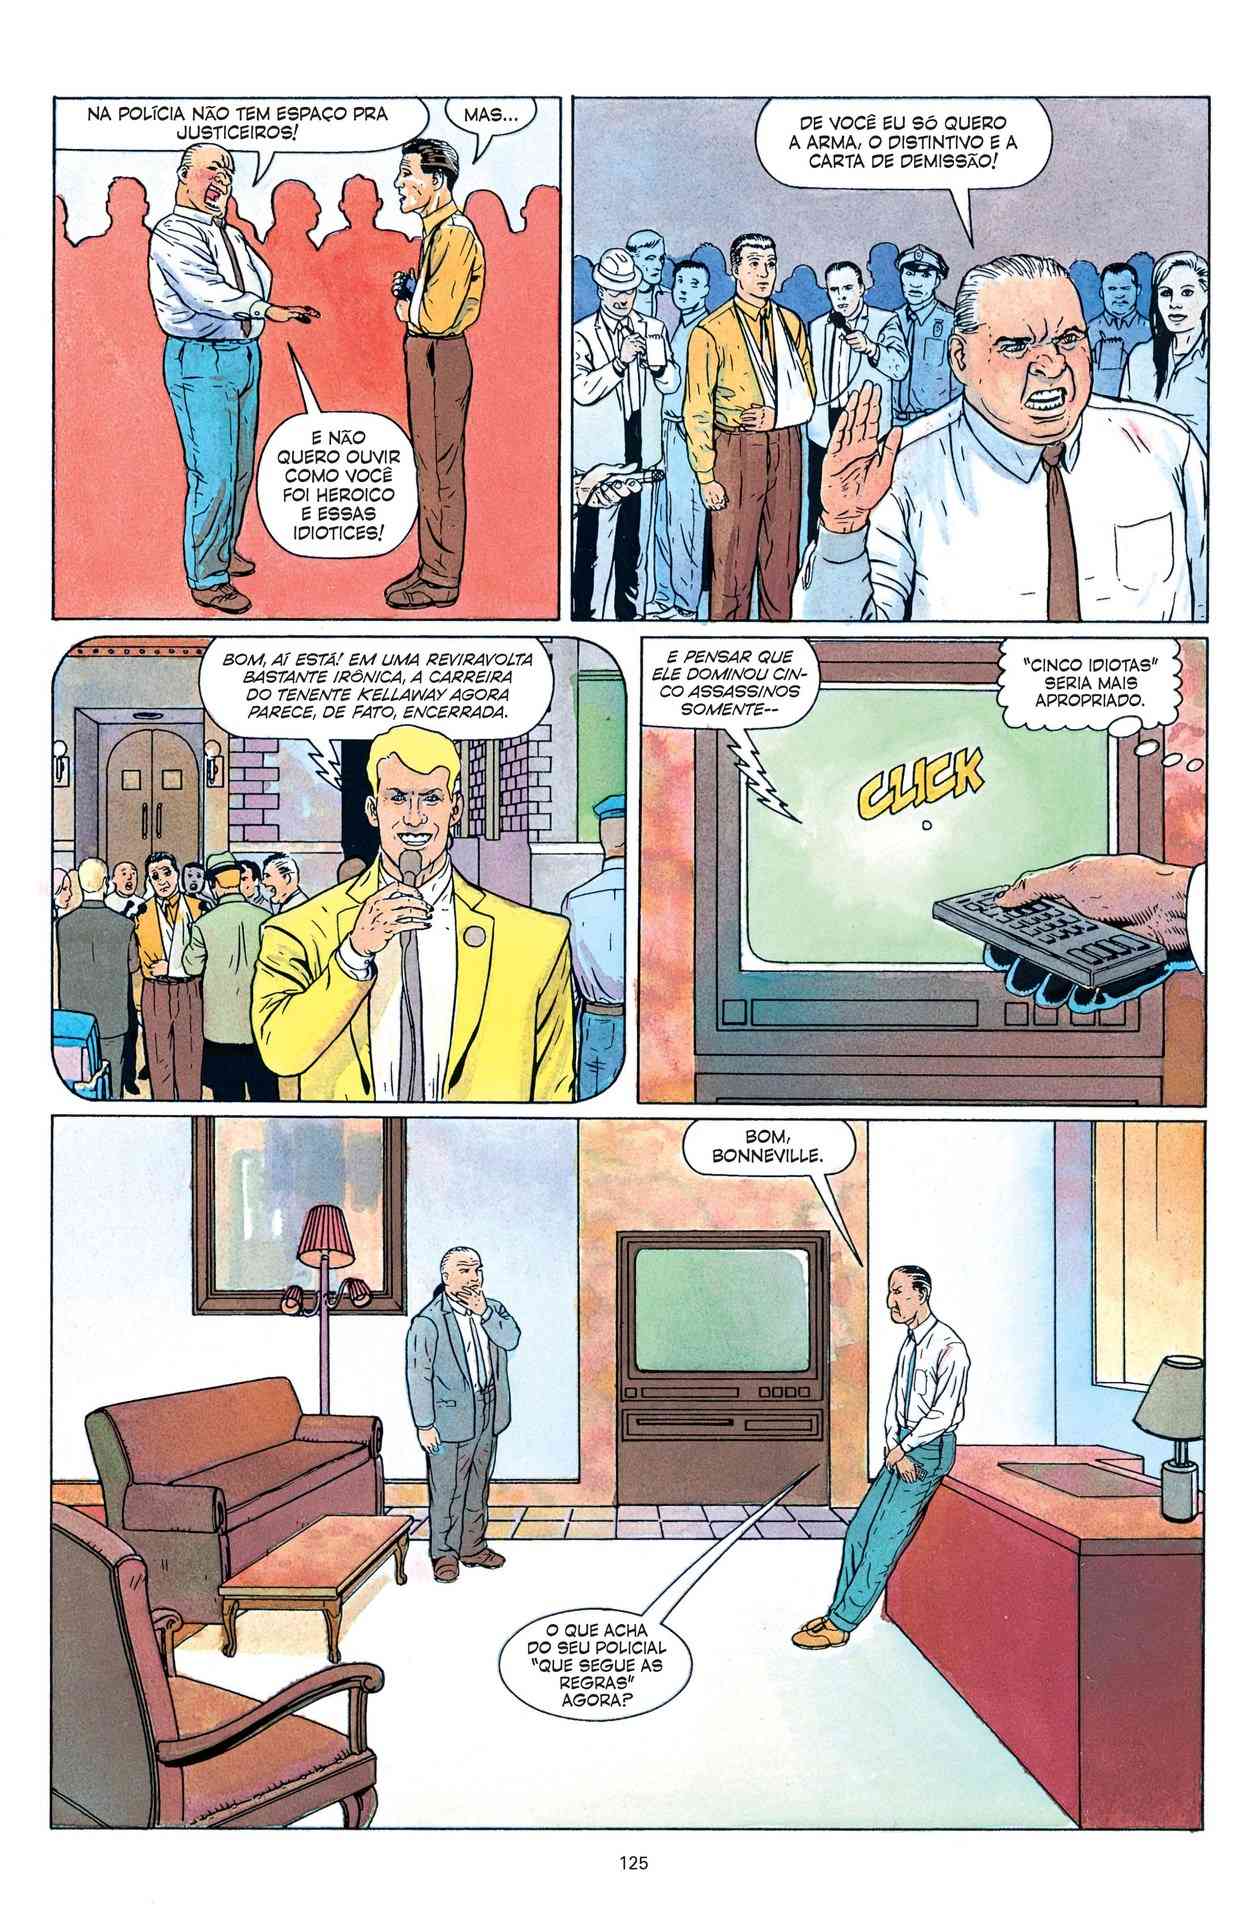 NA POLÍCIA NÃO TEM ESPAÇO PRA
JUSTICEIROS!
MAS...
E NÃO
QUERO OUVIR
COMO VOCÊ
FOI HEROICO
E ESSAS
IDIOTICES!
DE VOCÊ EU SÓ QUERO
A ARMA, O DISTINTIVO E A
CARTA DE DEMISSÃO!
BOM, AÍ ESTÁ! EM UMA REVIRAVOLTA
BASTANTE IRÔNICA, A CARREIRA
DO TENENTE KELLAWAY AGORA
PARECE, DE FATO, ENCERRADA.
E PENSAR QUE
ELE DOMINOU CIN-
CO ASSASSINOS
SOMENTE--
"CINCO IDIOTAS"
SERIA MAIS
APROPRIADO.
CLICK
BOM,
BONNEVILLE.
O QUE ACHA
DO SEU POLICIAL
"QUE SEGUE AS
REGRAS"
AGORA?
125